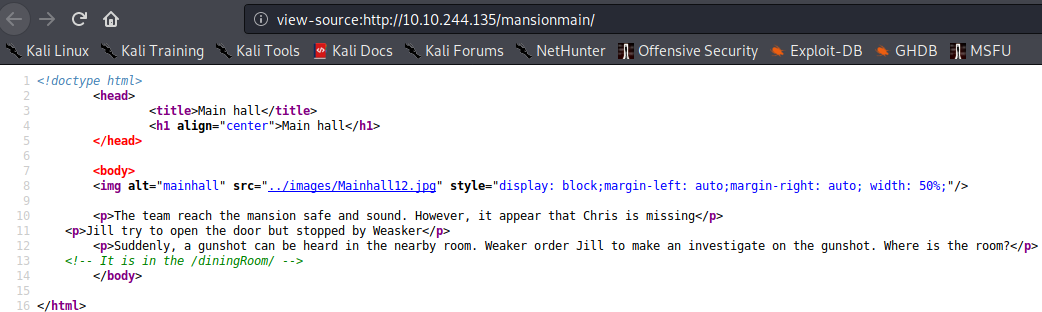 view-source:http://10.10.244.135/mansionmain/
Kali Linux Kali Training Kali Tools Kali Docs Kali Forums NetHunter Offensive Security Exploit-DB GHDB MSFU
1 <!doctype html>
2 <head>
3 <title>Main hall</title>
4 <h1 align="center">Main hall</h1>
5 </head>
6
7 <body>
8 <img alt="mainhall" src="../images/Mainhall12.jpg" style="display: block;margin-left: auto;margin-right: auto; width: 50%;"/>
9
10 <p>The team reach the mansion safe and sound. However, it appear that Chris is missing</p>
11 <p>Jill try to open the door but stopped by Weasker</p>
12 <p>Suddenly, a gunshot can be heard in the nearby room. Weaker order Jill to make an investigate on the gunshot. Where is the room?</p>
13 <!-- It is in the /diningRoom/ -->
14 </body>
15
16 </html>